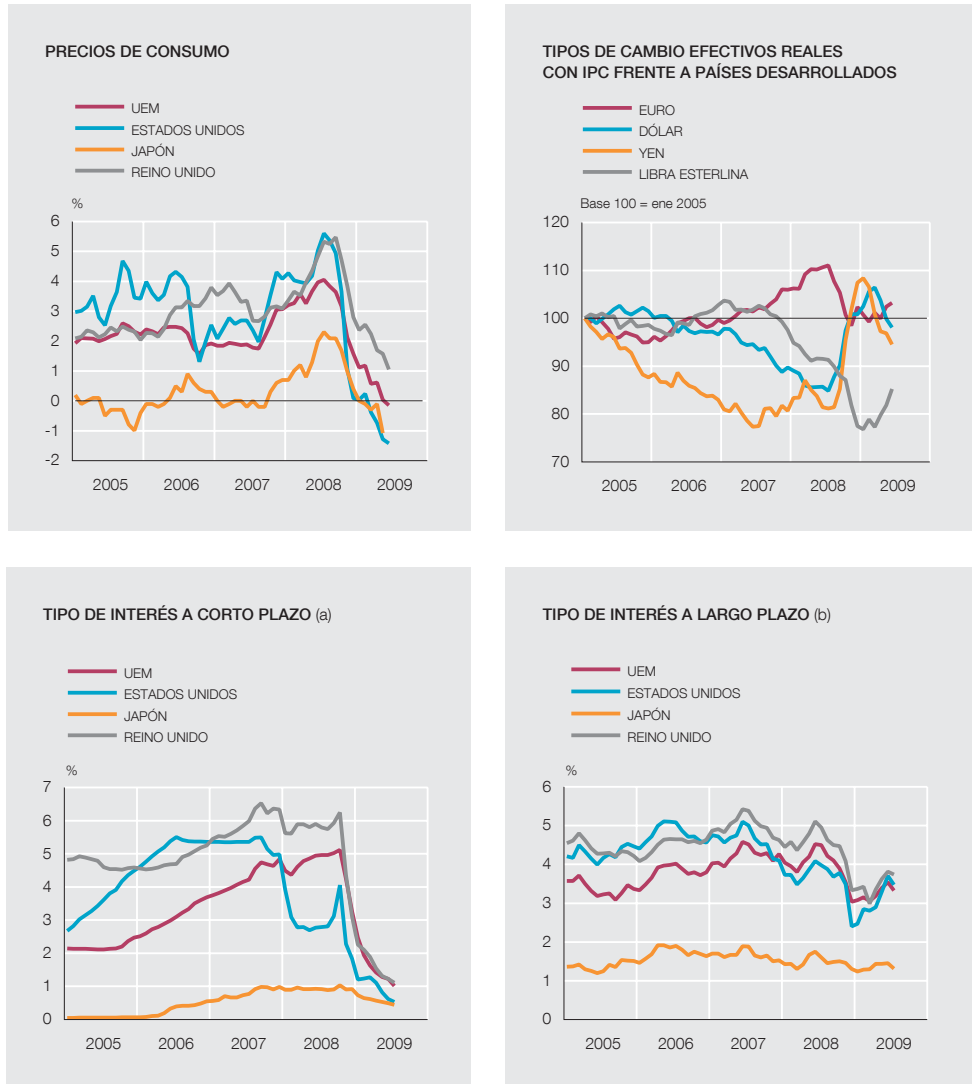 PRECIOS DE CONSUMO
UEM
ESTADOS UNIDOS
JAPÓN
REINO UNIDO
%
6
5
4
3
2
1
0
-1
-2
2005 2006 2007 2008 2009
TIPOS DE CAMBIO EFECTIVOS REALES
CON IPC FRENTE A PAÍSES DESARROLLADOS
EURO
DÓLAR
YEN
LIBRA ESTERLINA
Base 100 = ene 2005
120
110
100
90
80
70
2005 2006 2007 2008 2009
TIPO DE INTERÉS A CORTO PLAZO (a)
UEM
ESTADOS UNIDOS
JAPÓN
REINO UNIDO
%
7
6
5
4
3
2
1
0
2005 2006 2007 2008 2009
TIPO DE INTERÉS A LARGO PLAZO (b)
UEM
ESTADOS UNIDOS
JAPÓN
REINO UNIDO
%
6
5
4
3
2
1
0
2005 2006 2007 2008 2009